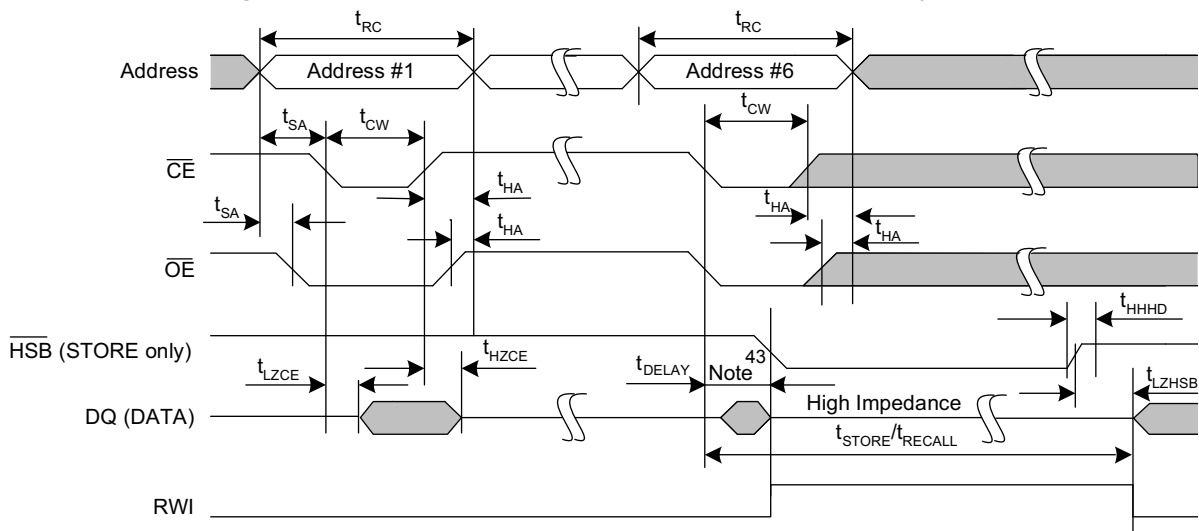 tRC tRC
Address Address #1 Address #6
tSA tCW tCW
CE
tHA tHA
tSA tHA tHA
OE
tHHHD
HSB (STORE only)
tLZCE tHZCE tDELAY Note 43 tLZHSB
DQ (DATA) High Impedance
tSTORE/tRECALL
RWI